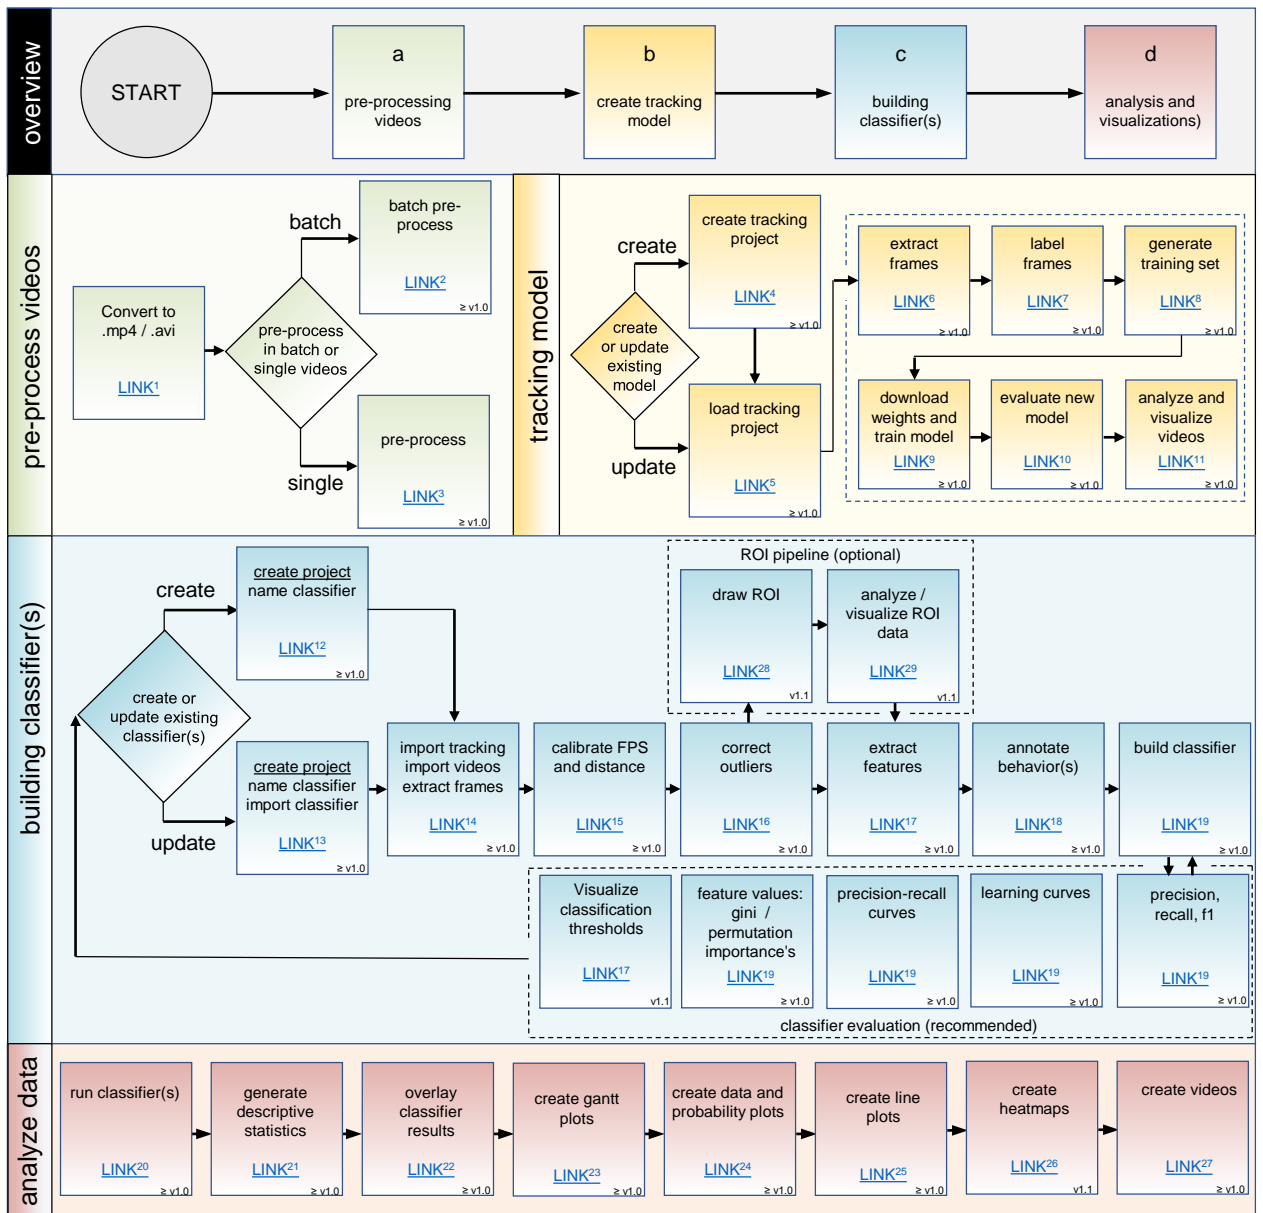 overview
START
a
pre-processing
videos
b
create tracking
model
c
building
classifier(s)
d
analysis and
visualizations)
pre-process videos
Convert to
.mp4 / .avi
LINK1
pre-process
in batch or
single videos
batch
batch pre-
process
LINK2
≥ v1.0
single
pre-process
LINK3
≥ v1.0
tracking model
create
or update
existing
model
create
create tracking
project
LINK4
≥ v1.0
update
load tracking
project
LINK5
≥ v1.0
extract
frames
LINK6
≥ v1.0
label
frames
LINK7
≥ v1.0
generate
training set
LINK8
≥ v1.0
download
weights and
train model
LINK9
≥ v1.0
evaluate new
model
LINK10
≥ v1.0
analyze and
visualize
videos
LINK11
≥ v1.0
building classifier(s)
create or
update existing
classifier(s)
create
create project
name classifier
LINK12
≥ v1.0
update
create project
name classifier
import classifier
LINK13
≥ v1.0
import tracking
import videos
extract frames
LINK14
≥ v1.0
calibrate FPS
and distance
LINK15
≥ v1.0
correct
outliers
LINK16
≥ v1.0
ROI pipeline (optional)
draw ROI
LINK28
v1.1
analyze /
visualize ROI
data
LINK29
v1.1
extract
features
LINK17
≥ v1.0
annotate
behavior(s)
LINK18
≥ v1.0
build classifier
LINK19
≥ v1.0
Visualize
classification
thresholds
LINK17
v1.1
feature values:
gini /
permutation
importance's
LINK19
≥ v1.0
precision-recall
curves
LINK19
≥ v1.0
learning curves
LINK19
≥ v1.0
precision,
recall, f1
LINK19
≥ v1.0
classifier evaluation (recommended)
analyze data
run classifier(s)
LINK20
≥ v1.0
generate
descriptive
statistics
LINK21
≥ v1.0
overlay
classifier
results
LINK22
≥ v1.0
create gantt
plots
LINK23
≥ v1.0
create data and
probability plots
LINK24
≥ v1.0
create line
plots
LINK25
≥ v1.0
create
heatmaps
LINK26
v1.1
create videos
LINK27
≥ v1.0